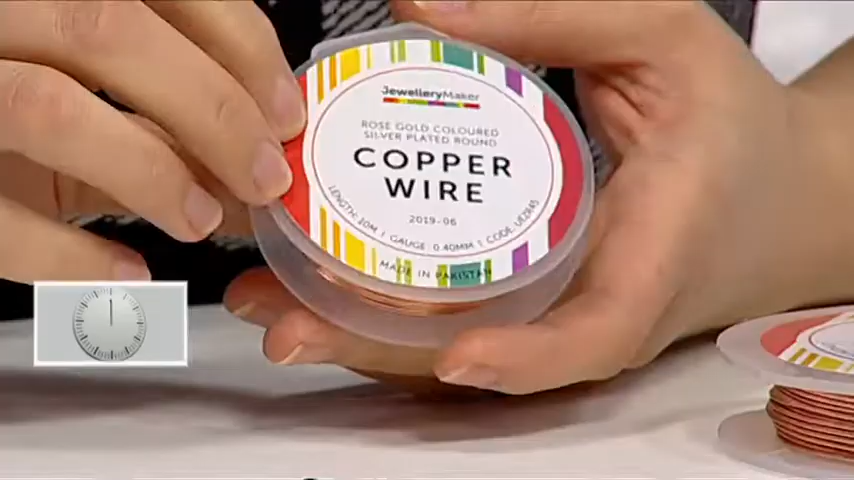 JewelleryMaker
ROSE GOLD COLOURED
SILVER PLATED ROUND
COPPER
WIRE
2019-06
LENGTH: 20M | GAUGE: 0.40MM | CODE: UEZR45
MADE IN PAKISTAN